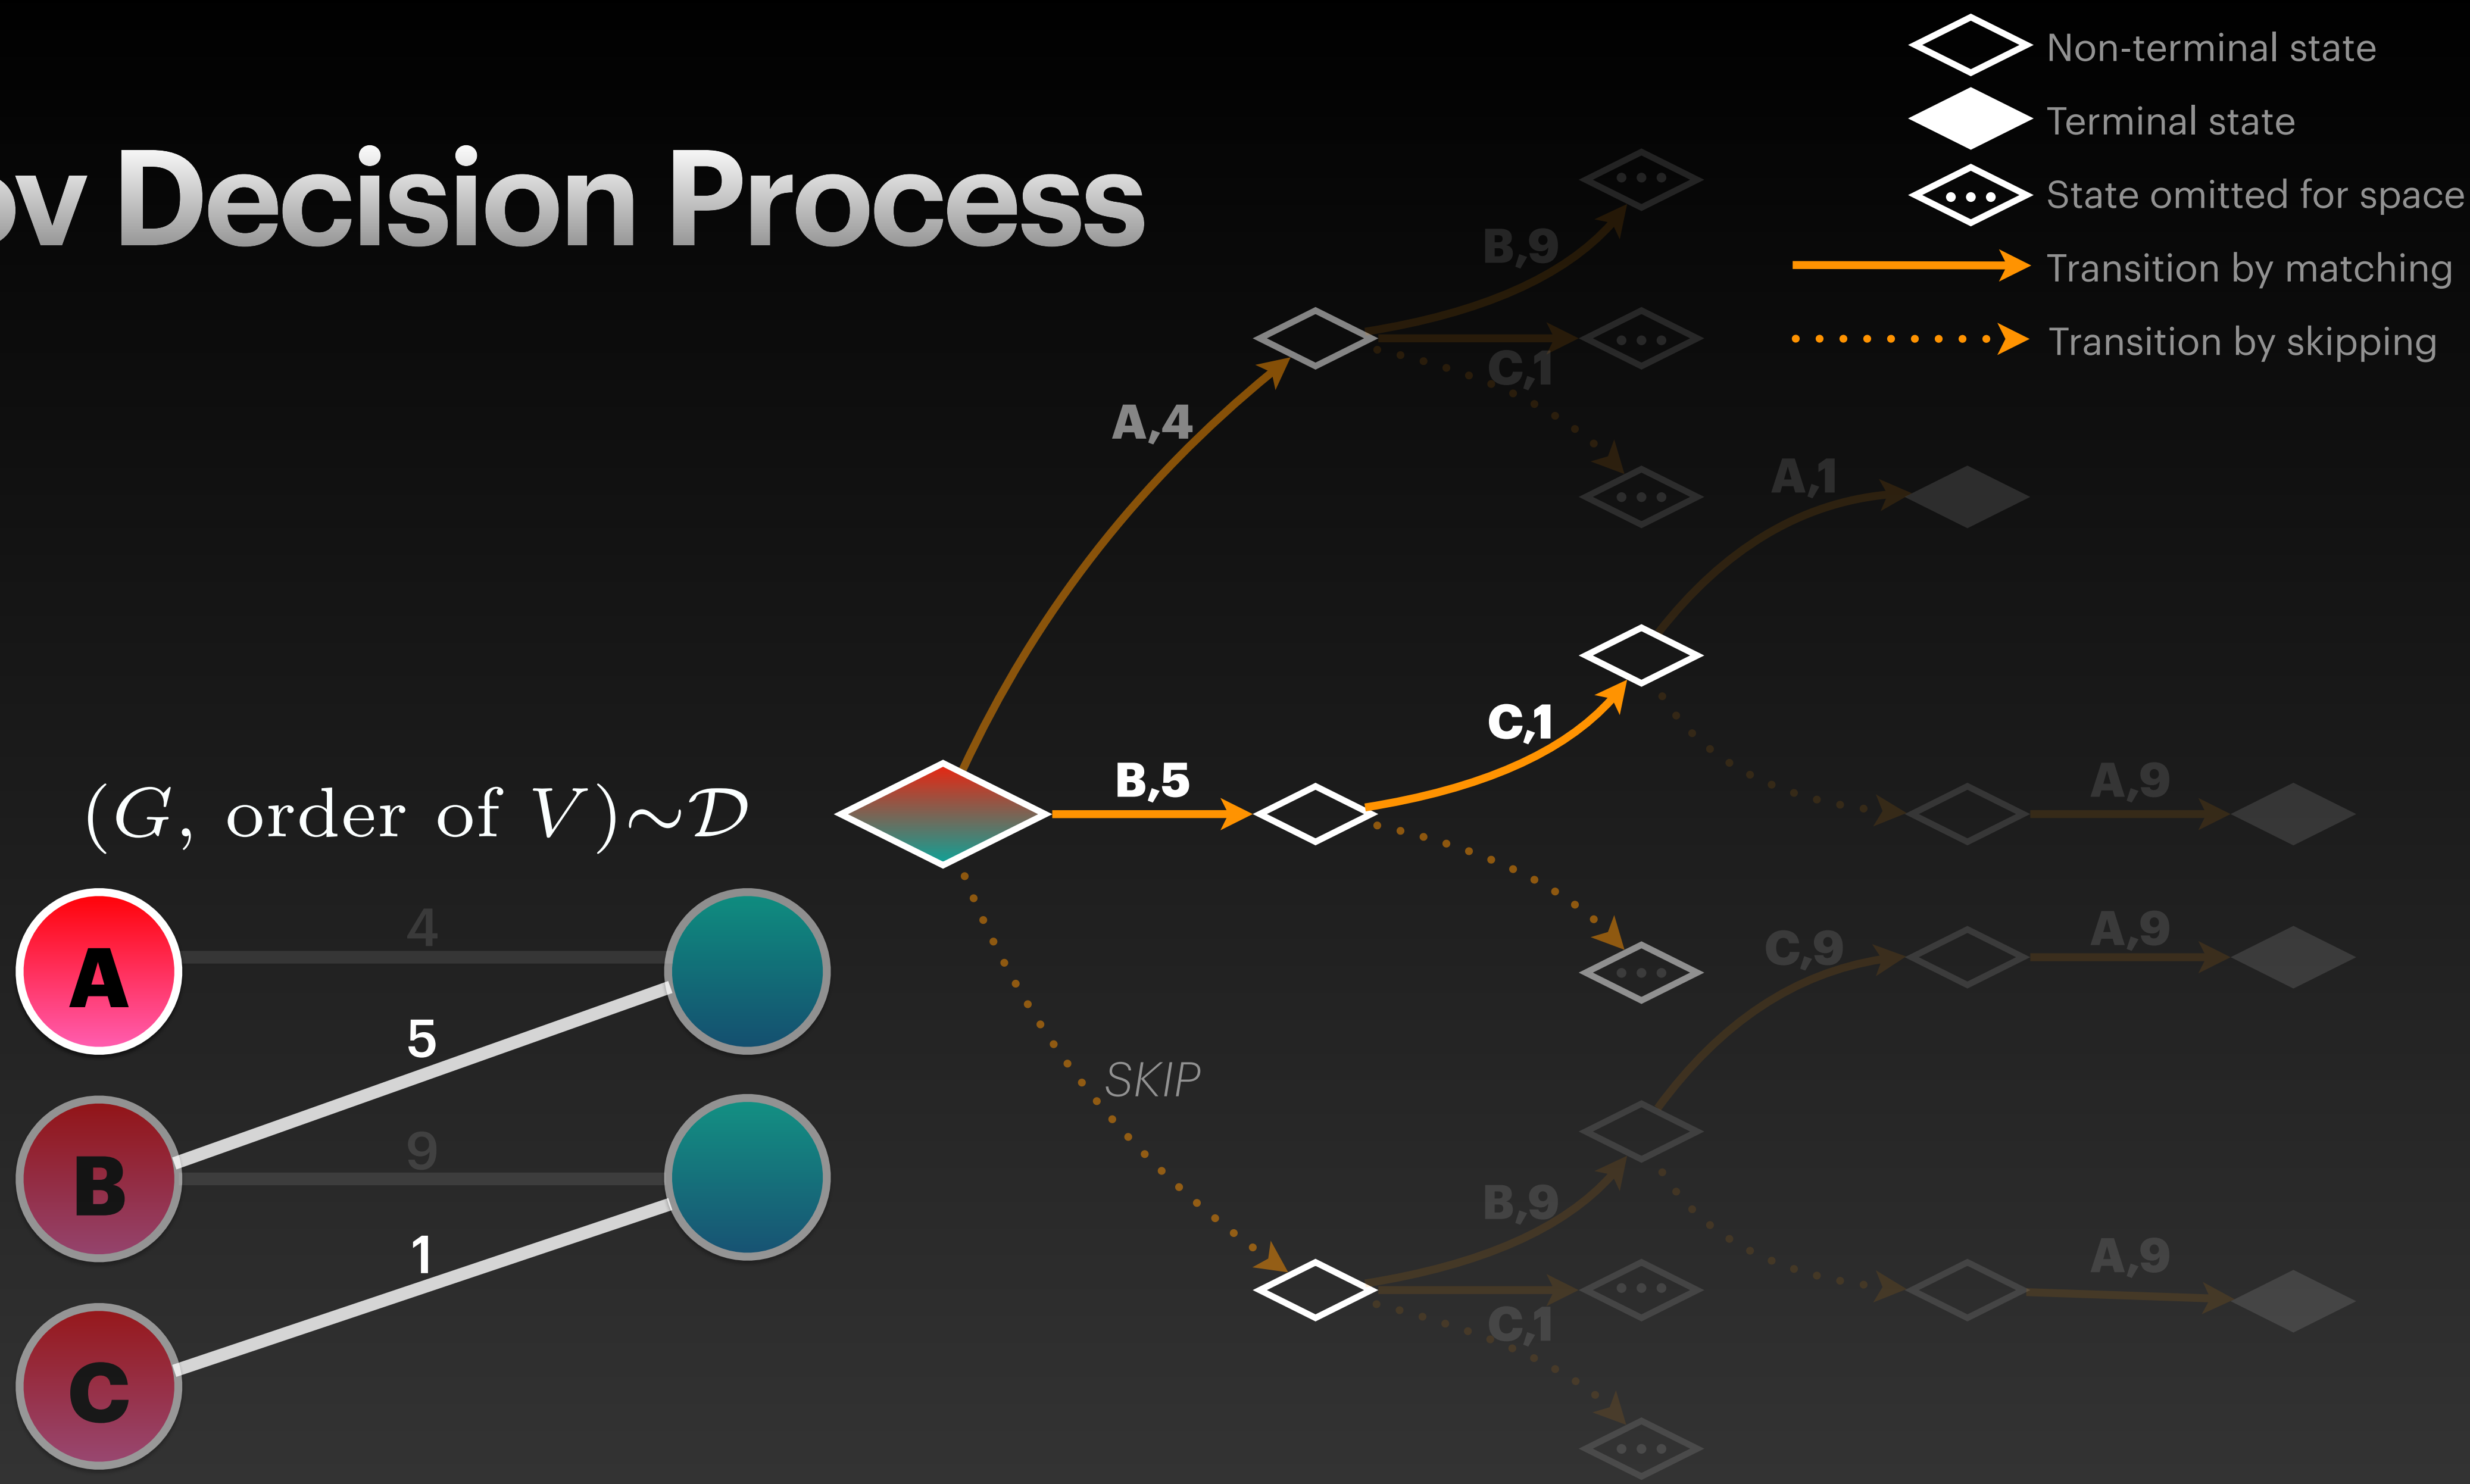 ov Decision Process
Non-terminal state
Terminal state
State omitted for space
Transition by matching
Transition by skipping
B,9
C,1
A,4
A,1
C,1
B,5
A,9
(G, order of V)~𝒟
A
4
5
B
9
1
C
C,9
A,9
SKIP
B,9
C,1
A,9